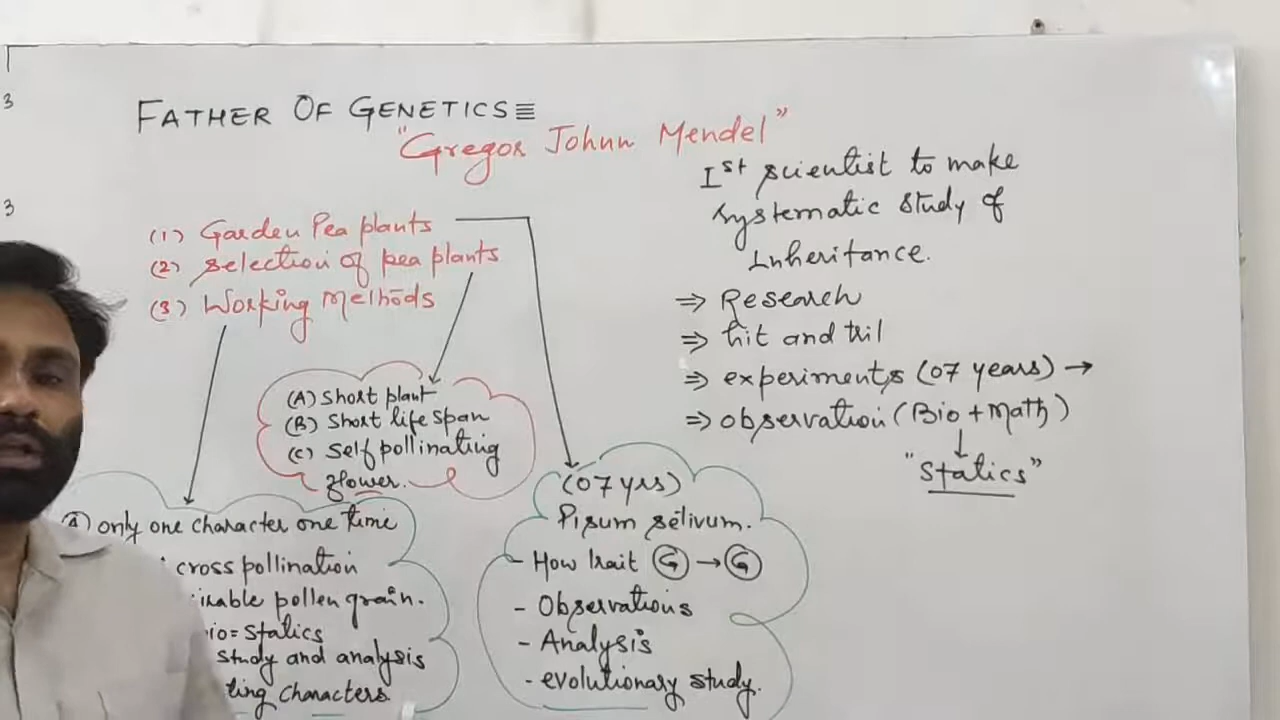 3
3
FATHER OF GENETICS
"Gregor Johnn Mendel"
(1) Garden Pea plants
(2) selection of pea plants
(3) Working Methods
(A) Short plant
(B) Short life span
(C) self pollinating
flower.
(A) only one character one time
cross pollination
pollen grain.
Bio = statics
study and analysis
characters
(07 yrs)
Pisum
- How trait G → G
- Observations
- Analysis
- evolutionary study.
Ist scientist to make
systematic study of
Inheritance.
⇒ Research
⇒ hit and
⇒ experiments (07 years) →
⇒ observation (Bio + Math)
↓
"Statics"